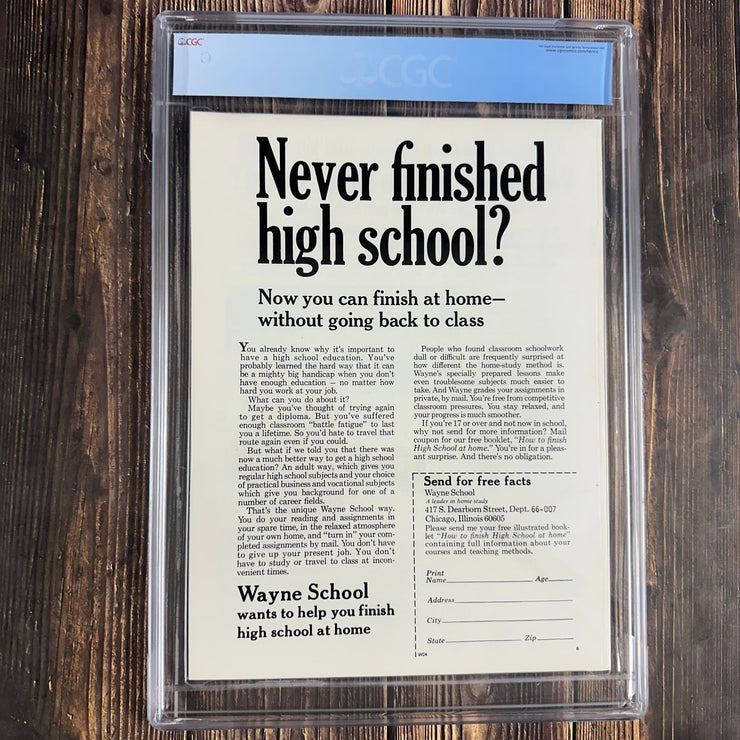 CGC
www.cgccomics.com/terms
CGC
Never finished
high school?
Now you can finish at home—
without going back to class
You already know why it's important to
have a high school education. You've
probably learned the hard way that it can
be a mighty big handicap when you don't
have enough education – no matter how
hard you work at your job.
What can you do about it?
Maybe you've thought of trying again
to get a diploma. But you've suffered
enough classroom "battle fatigue" to last
you a lifetime. So you'd hate to travel that
route again even if you could.
But what if we told you that there was
now a much better way to get a high school
education? An adult way, which gives you
regular high school subjects and your choice
of practical business and vocational subjects
which give you background for one of a
number of career fields.
That's the unique Wayne School way.
You do your reading and assignments in
your spare time, in the relaxed atmosphere
of your own home, and "turn in" your com-
pleted assignments by mail. You don't have
to give up your present job. You don't
have to study or travel to class at incon-
venient times.
Wayne School
wants to help you finish
high school at home
People who found classroom schoolwork
dull or difficult are frequently surprised at
how different the home-study method is.
Wayne's specially prepared lessons make
even troublesome subjects much easier to
take. And Wayne grades your assignments in
private, by mail. You're free from competitive
classroom pressures. You stay relaxed, and
your progress is much smoother.
If you're 17 or over and not now in school,
why not send for more information? Mail
coupon for our free booklet, "How to finish
High School at home." You're in for a pleas-
ant surprise. And there's no obligation.
Send for free facts
Wayne School
A leader in home study
417 S. Dearborn Street, Dept. 66-007
Chicago, Illinois 60605
Please send me your free illustrated book-
let "How to finish High School at home"
containing full information about your
courses and teaching methods.
Print
Name Age
Address
City
State Zip
W24
6